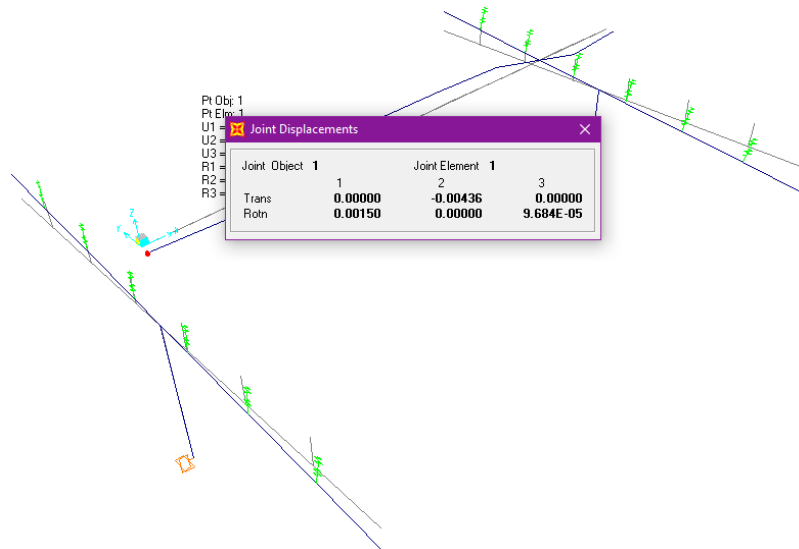 Pt Obj: 1
Pt Elm: 1
U1 =
U2 =
U3 =
R1 =
R2 =
R3 =
Joint Displacements
Joint Object 1 Joint Element 1
1 2 3
Trans 0.00000 -0.00436 0.00000
Rotn 0.00150 0.00000 9.684E-05
Z
Y
X